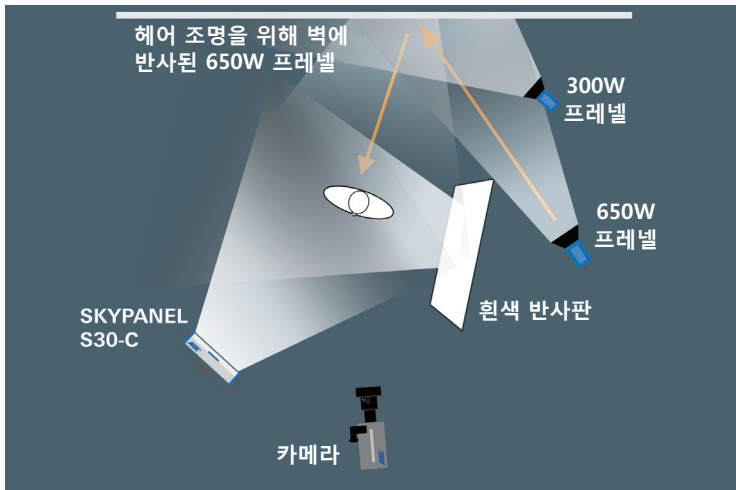 헤어 조명을 위해 벽에
반사된 650W 프레넬
300W
프레넬
650W
프레넬
흰색 반사판
SKYPANEL
S30-C
카메라